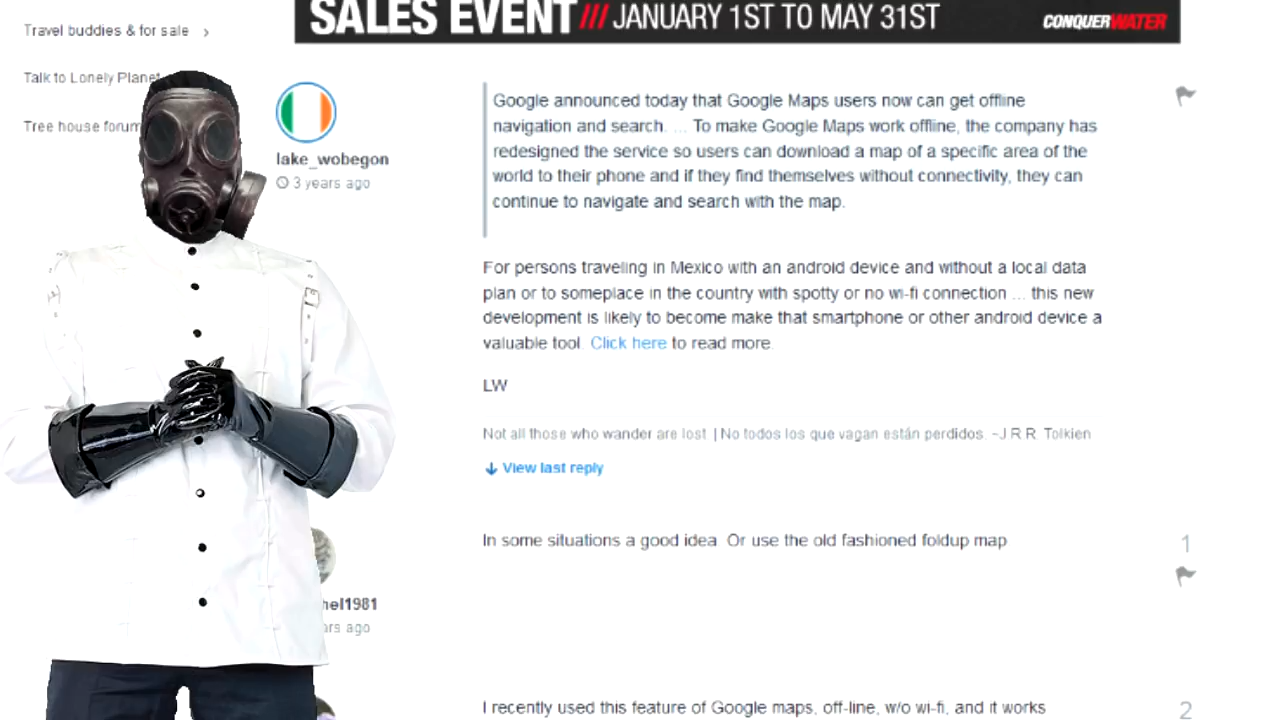 SALES EVENT /// JANUARY 1ST TO MAY 31ST CONQUERWATER
Travel buddies & for sale
Talk to Lonely Planet
Tree house forum
lake_wobegon
3 years ago
Google announced today that Google Maps users now can get offline
navigation and search. ... To make Google Maps work offline, the company has
redesigned the service so users can download a map of a specific area of the
world to their phone and if they find themselves without connectivity, they can
continue to navigate and search with the map.
For persons traveling in Mexico with an android device and without a local data
plan or to someplace in the country with spotty or no wi-fi connection ... this new
development is likely to become make that smartphone or other android device a
valuable tool. Click here to read more.
LW
Not all those who wander are lost. | No todos los que vagan están perdidos. ~J.R.R. Tolkien
View last reply
In some situations a good idea. Or use the old fashioned foldup map
1
hel1981
ars ago
I recently used this feature of Google maps, off-line, w/o wi-fi, and it works
2